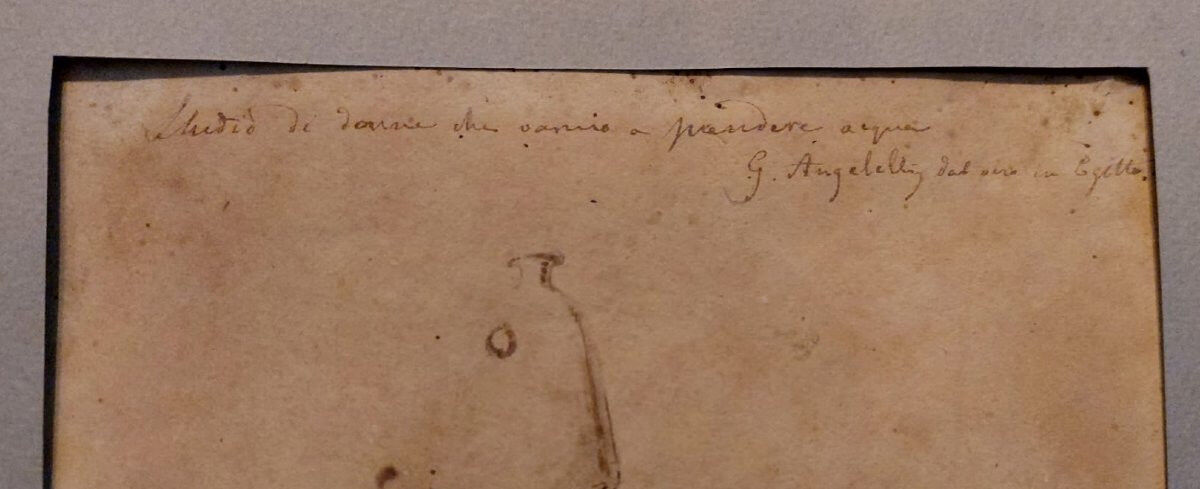 Studio di donne che vanno a prendere acqua
G. Angelelli dal vero in Egitto.